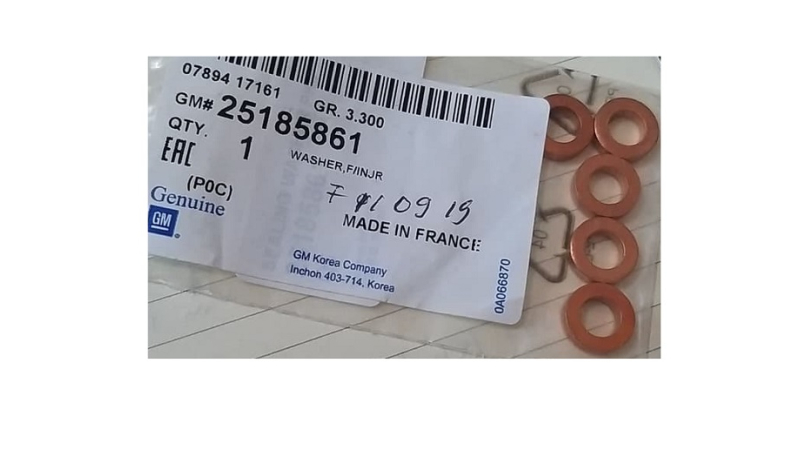 07894 17161
GR. 3.300
GM# 25185861
QTY. 1
WASHER,F/INJR
EAC
(P0C)
Genuine
GM
MADE IN FRANCE
GM Korea Company
Inchon 403-714, Korea
0A066870
04